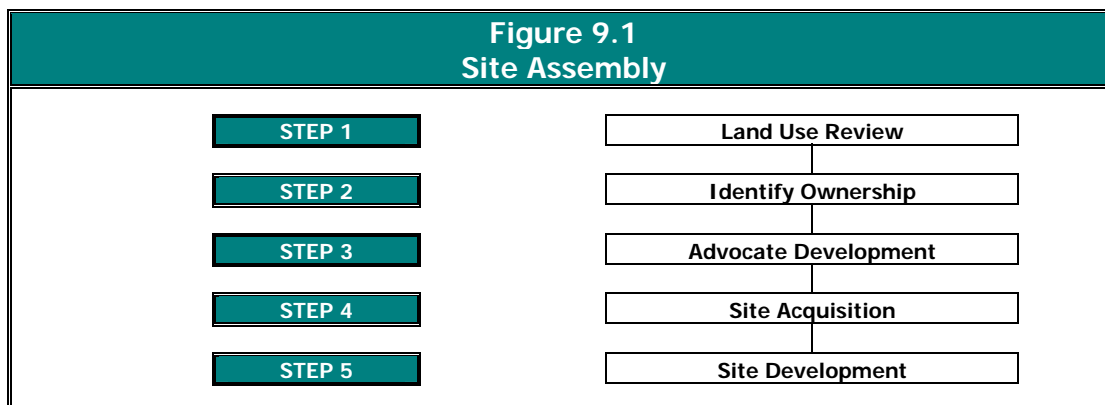 Figure 9.1
Site Assembly
STEP 1 Land Use Review
STEP 2 Identify Ownership
STEP 3 Advocate Development
STEP 4 Site Acquisition
STEP 5 Site Development